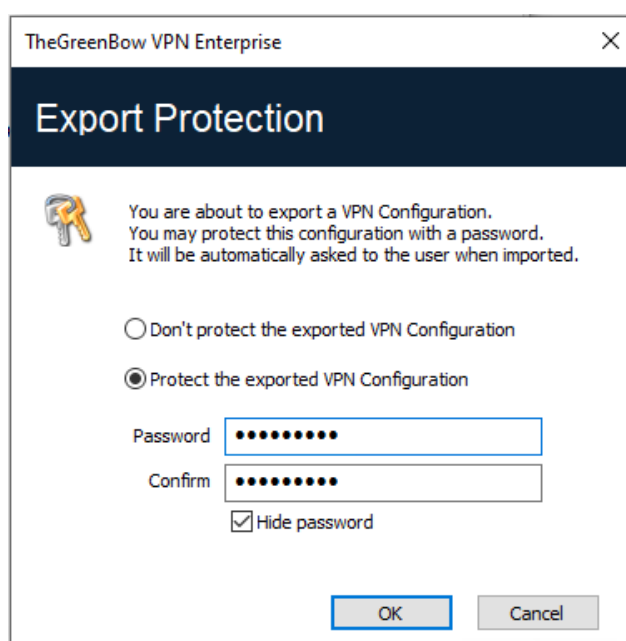 TheGreenBow VPN Enterprise
Export Protection
You are about to export a VPN Configuration.
You may protect this configuration with a password.
It will be automatically asked to the user when imported.
Don't protect the exported VPN Configuration
Protect the exported VPN Configuration
Password ●●●●●●●●●
Confirm ●●●●●●●●●
Hide password
OK Cancel